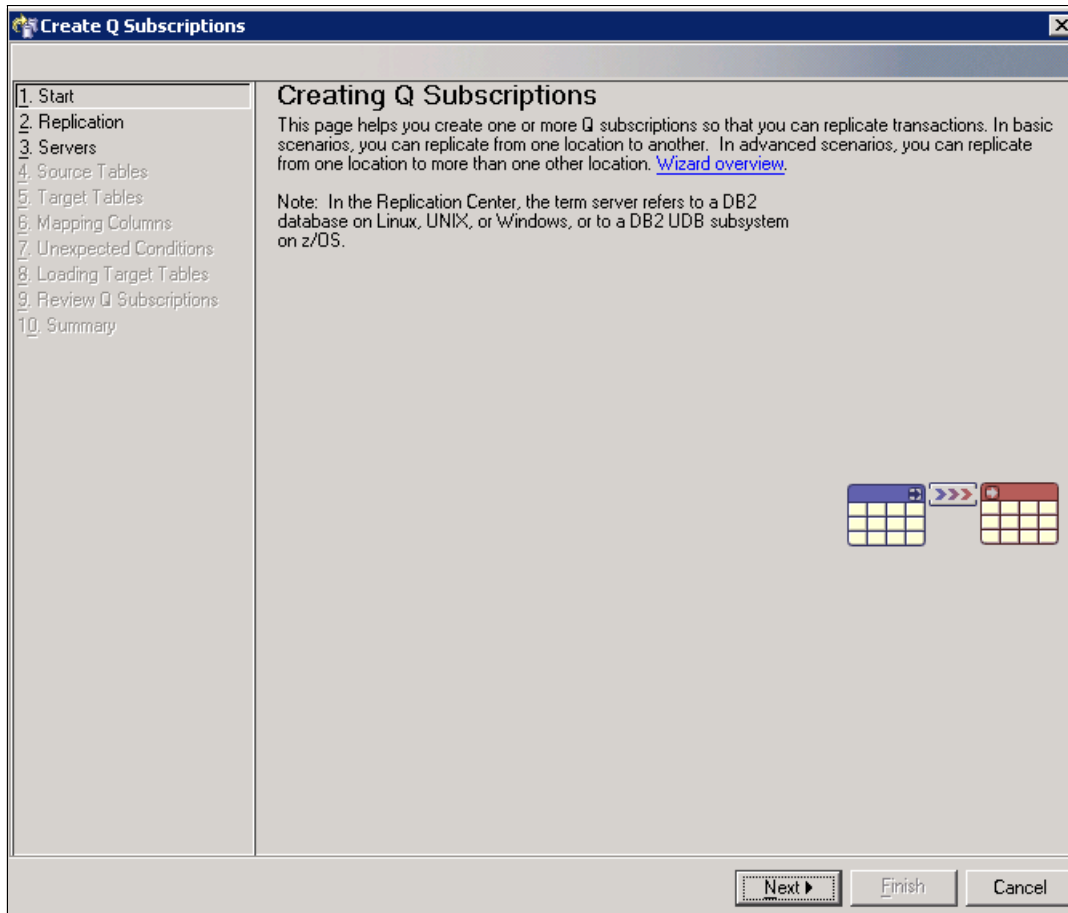 Create Q Subscriptions
1. Start
2. Replication
3. Servers
4. Source Tables
5. Target Tables
6. Mapping Columns
7. Unexpected Conditions
8. Loading Target Tables
9. Review Q Subscriptions
10. Summary
Creating Q Subscriptions
This page helps you create one or more Q subscriptions so that you can replicate transactions. In basic
scenarios, you can replicate from one location to another. In advanced scenarios, you can replicate
from one location to more than one other location. Wizard overview.
Note: In the Replication Center, the term server refers to a DB2
database on Linux, UNIX, or Windows, or to a DB2 UDB subsystem
on z/OS.
Next
Finish
Cancel